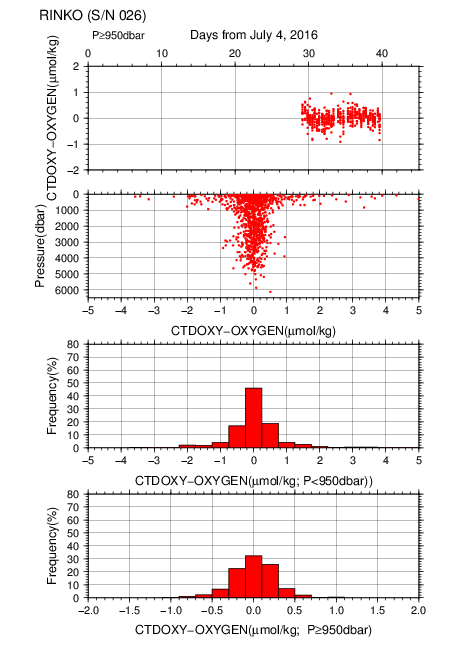 RINKO (S/N 026)
P≥950dbar
Days from July 4, 2016
0 10 20 30 40
CTDOXY−OXYGEN(μmol/kg)
2
1
0
−1
−2
Pressure(dbar)
0
1000
2000
3000
4000
5000
6000
−5 −4 −3 −2 −1 0 1 2 3 4 5
CTDOXY−OXYGEN(μmol/kg)
Frequency(%)
80
70
60
50
40
30
20
10
0
−5 −4 −3 −2 −1 0 1 2 3 4 5
CTDOXY−OXYGEN(μmol/kg; P<950dbar))
Frequency(%)
80
70
60
50
40
30
20
10
0
−2.0 −1.5 −1.0 −0.5 0.0 0.5 1.0 1.5 2.0
CTDOXY−OXYGEN(μmol/kg; P≥950dbar)